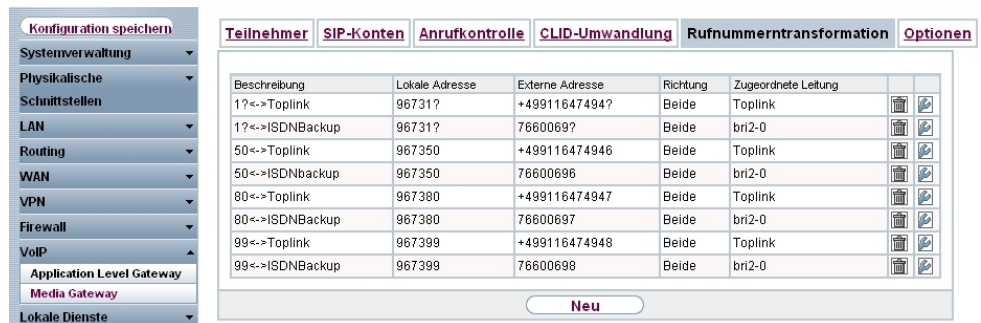 Konfiguration speichern
Systemverwaltung
Physikalische
Schnittstellen
LAN
Routing
WAN
VPN
Firewall
VoIP
Application Level Gateway
Media Gateway
Lokale Dienste
Teilnehmer SIP-Konten Anrufkontrolle CLID-Umwandlung Rufnummerntransformation Optionen
Beschreibung Lokale Adresse Externe Adresse Richtung Zugeordnete Leitung
1?<->Toplink 96731? +49911647494? Beide Toplink
1?<->ISDNBackup 96731? 7660069? Beide bri2-0
50<->Toplink 967350 +499116474946 Beide Toplink
50<->ISDNbackup 967350 76600696 Beide bri2-0
80<->Toplink 967380 +499116474947 Beide Toplink
80<->ISDNBackup 967380 76600697 Beide bri2-0
99<->Toplink 967399 +499116474948 Beide Toplink
99<->ISDNBackup 967399 76600698 Beide bri2-0
Neu